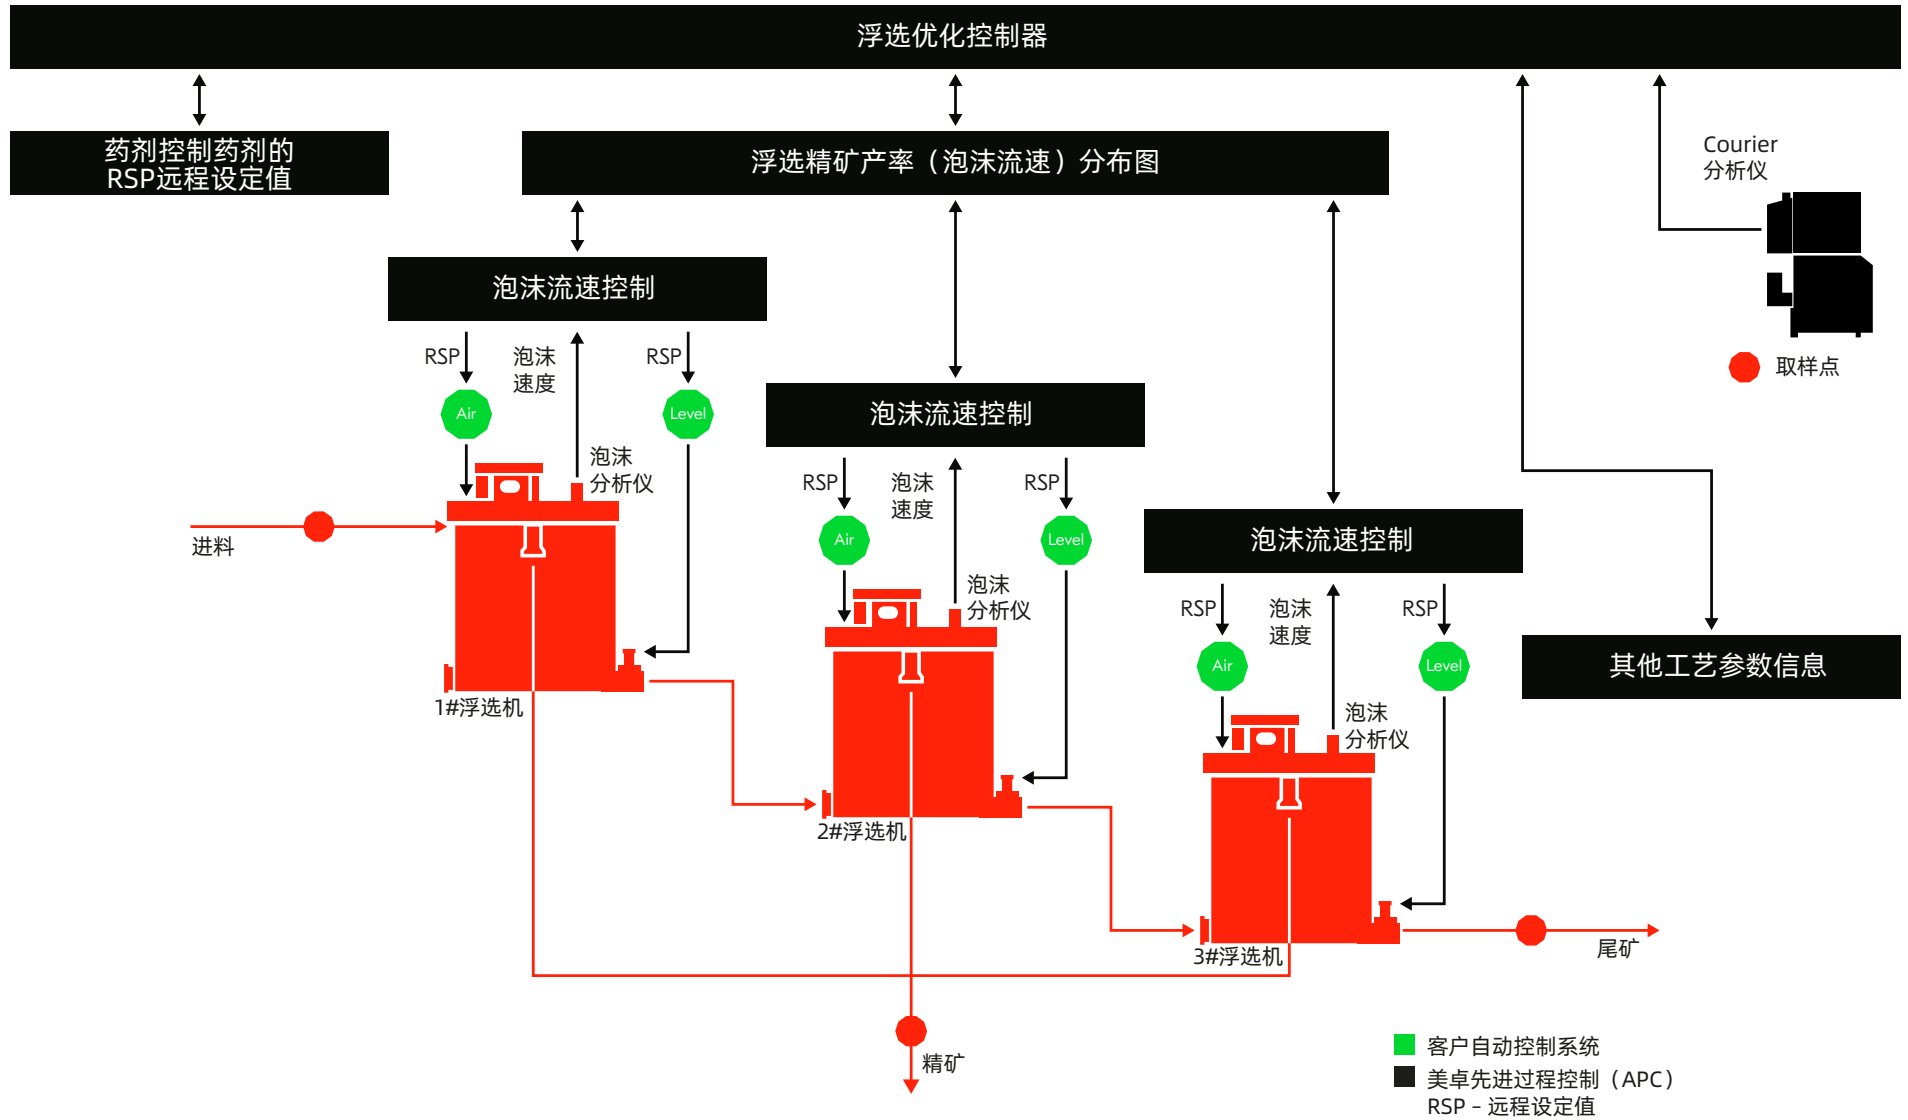 浮选优化控制器
药剂控制药剂的
RSP远程设定值
浮选精矿产率（泡沫流速）分布图
Courier
分析仪
取样点
泡沫流速控制
RSP
泡沫
速度
RSP
Air
Level
泡沫
分析仪
进料
1#浮选机
泡沫流速控制
RSP
泡沫
速度
RSP
Air
Level
泡沫
分析仪
2#浮选机
泡沫流速控制
RSP
泡沫
速度
RSP
Air
Level
泡沫
分析仪
3#浮选机
其他工艺参数信息
尾矿
精矿
客户自动控制系统
美卓先进过程控制（APC）
RSP – 远程设定值